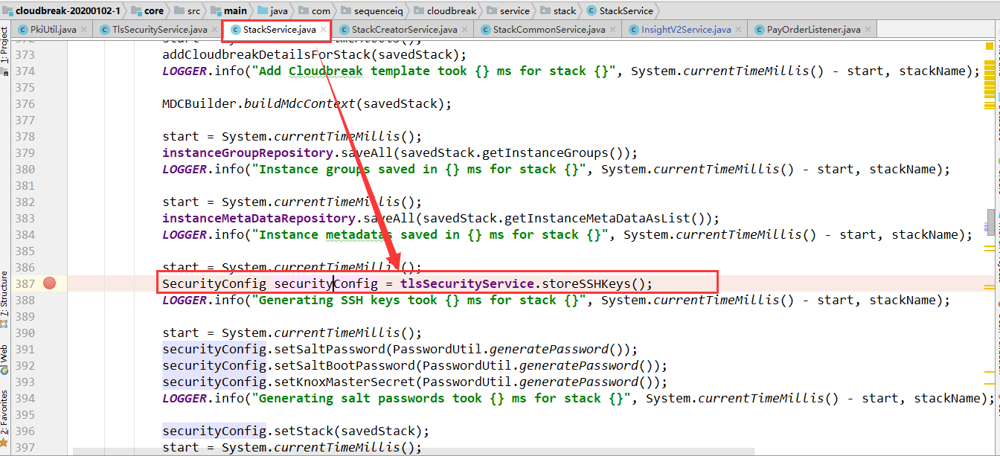 cloudbreak-20200102-1 core src main java com sequenceiq cloudbreak service stack StackService
PkiUtil.java TlsSecurityService.java StackService.java StackCreatorService.java StackCommonService.java InsightV2Service.java PayOrderListener.java
1: Project
7: Structure
Web
2: Favorites
373 addCloudbreakDetailsForStack(savedStack);
374 LOGGER.info("Add Cloudbreak template took {} ms for stack {}", System.currentTimeMillis() - start, stackName);
375
376 MDCBuilder.buildMdcContext(savedStack);
377
378 start = System.currentTimeMillis();
379 instanceGroupRepository.saveAll(savedStack.getInstanceGroups());
380 LOGGER.info("Instance groups saved in {} ms for stack {}", System.currentTimeMillis() - start, stackName);
381
382 start = System.currentTimeMillis();
383 instanceMetaDataRepository.saveAll(savedStack.getInstanceMetaDataAsList());
384 LOGGER.info("Instance metadatas saved in {} ms for stack {}", System.currentTimeMillis() - start, stackName);
385
386 start = System.currentTimeMillis();
387 SecurityConfig securityConfig = tlsSecurityService.storeSSHKeys();
388 LOGGER.info("Generating SSH keys took {} ms for stack {}", System.currentTimeMillis() - start, stackName);
389
390 start = System.currentTimeMillis();
391 securityConfig.setSaltPassword(PasswordUtil.generatePassword());
392 securityConfig.setSaltBootPassword(PasswordUtil.generatePassword());
393 securityConfig.setKnoxMasterSecret(PasswordUtil.generatePassword());
394 LOGGER.info("Generating salt passwords took {} ms for stack {}", System.currentTimeMillis() - start, stackName);
395
396 securityConfig.setStack(savedStack);
397 start = System.currentTimeMillis();